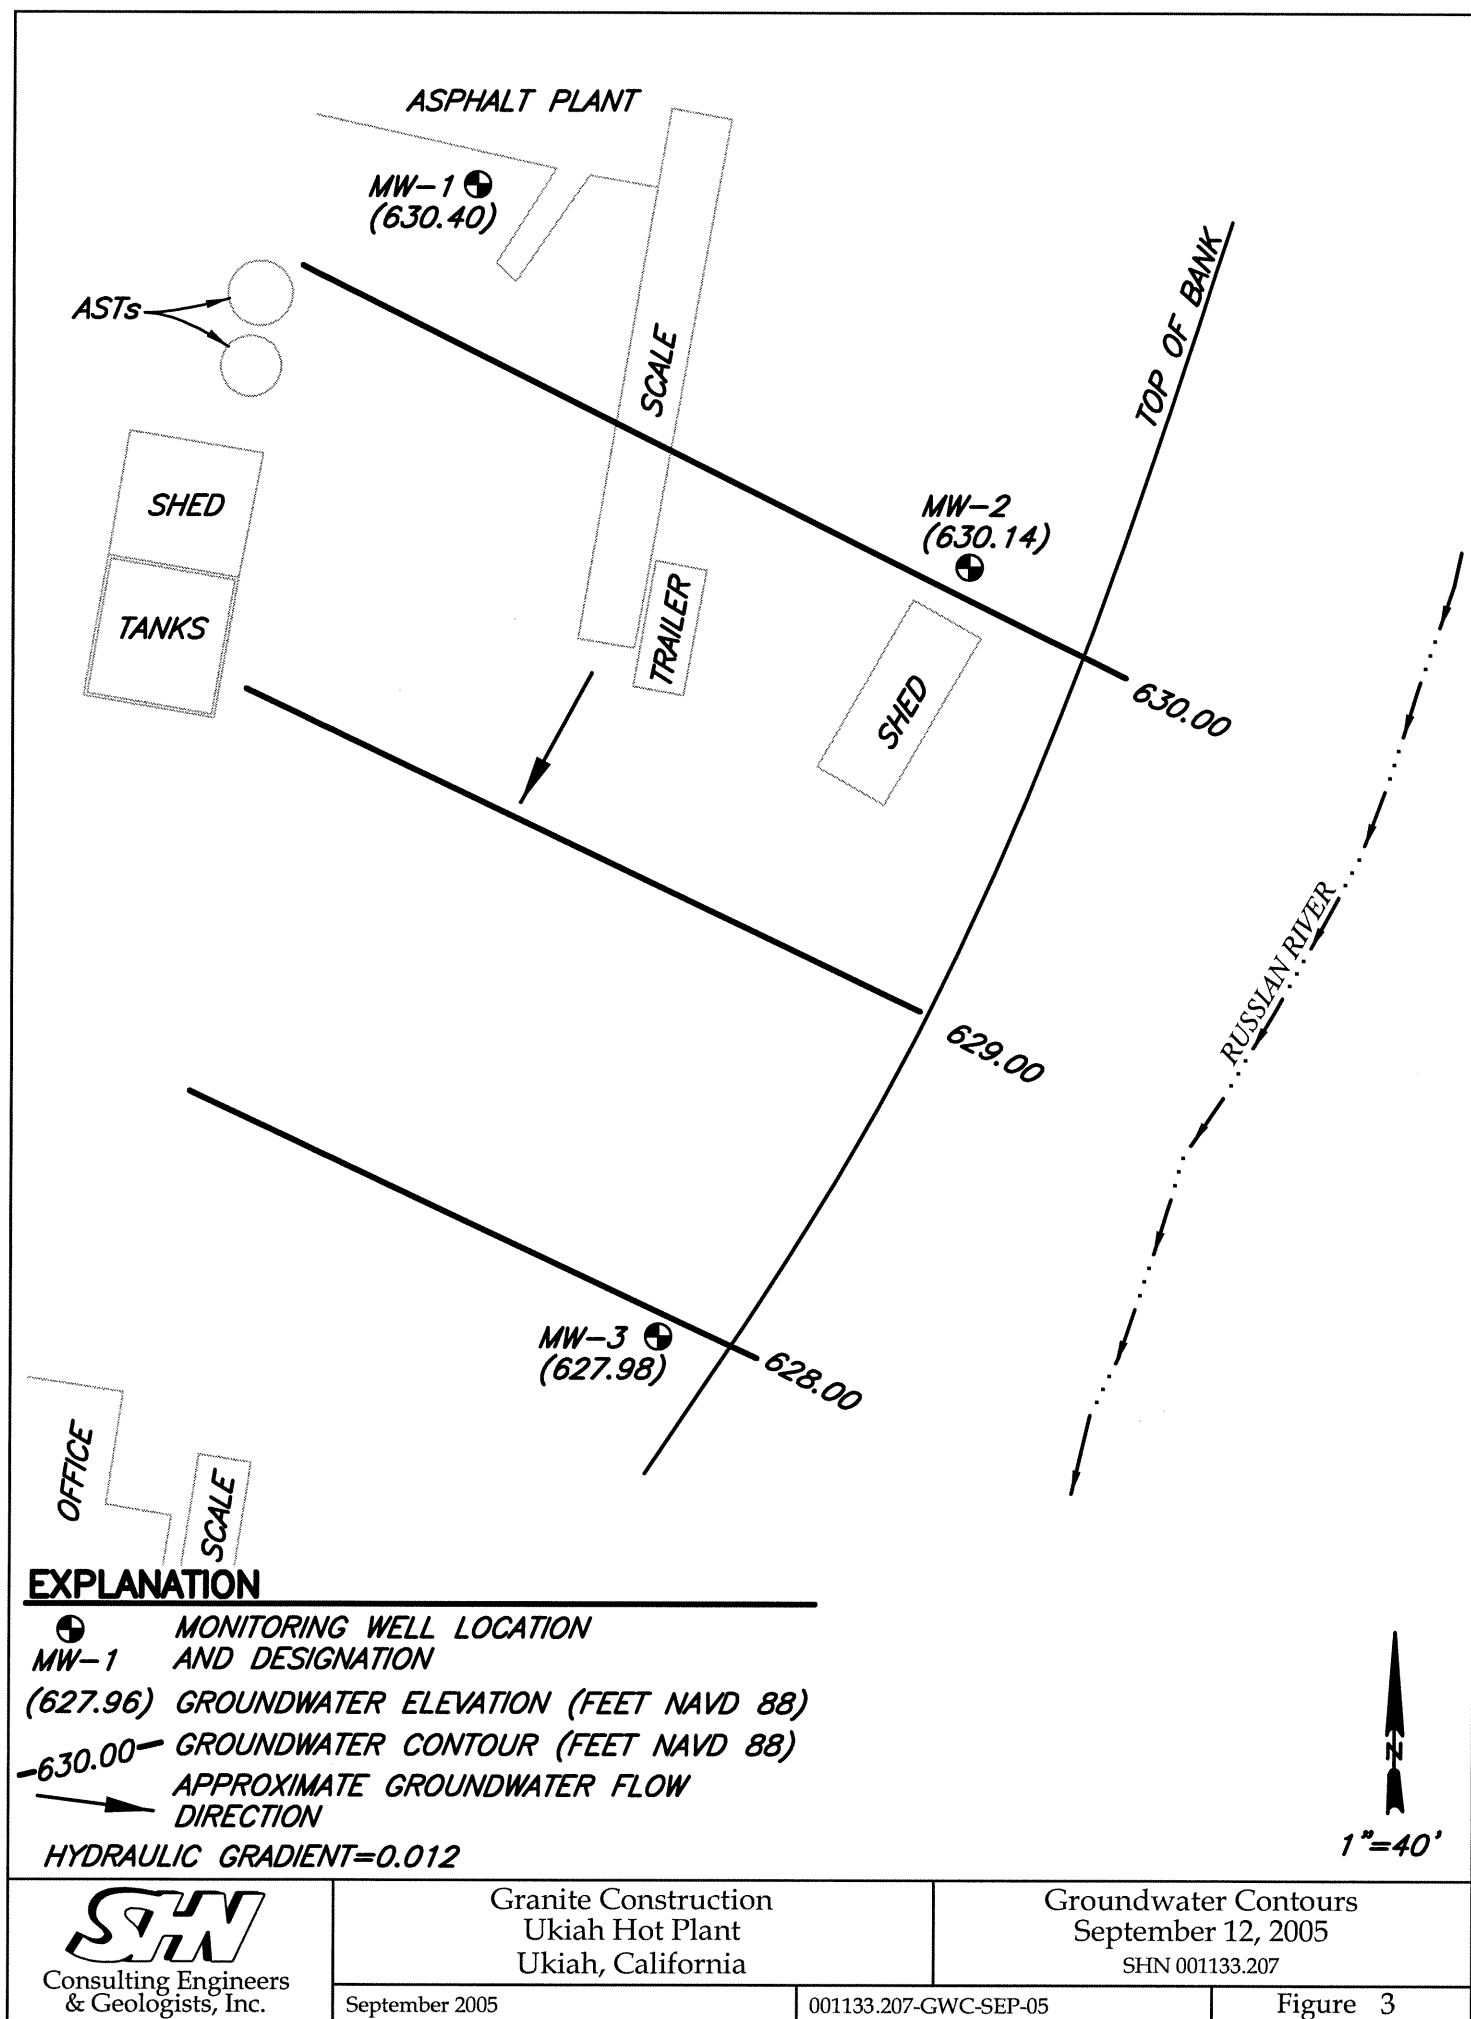 ASPHALT PLANT
MW-1
(630.40)
ASTs
SCALE
TOP OF BANK
SHED
MW-2
(630.14)
TANKS
TRAILER
SHED
630.00
RUSSIAN RIVER
629.00
MW-3
(627.98)
628.00
OFFICE
SCALE
EXPLANATION
MONITORING WELL LOCATION
MW-1 AND DESIGNATION
(627.96) GROUNDWATER ELEVATION (FEET NAVD 88)
-630.00- GROUNDWATER CONTOUR (FEET NAVD 88)
APPROXIMATE GROUNDWATER FLOW
DIRECTION
HYDRAULIC GRADIENT=0.012
N
1"=40'
SHN
Consulting Engineers
& Geologists, Inc.
Granite Construction
Ukiah Hot Plant
Ukiah, California
Groundwater Contours
September 12, 2005
SHN 001133.207
September 2005
001133.207-GWC-SEP-05
Figure 3